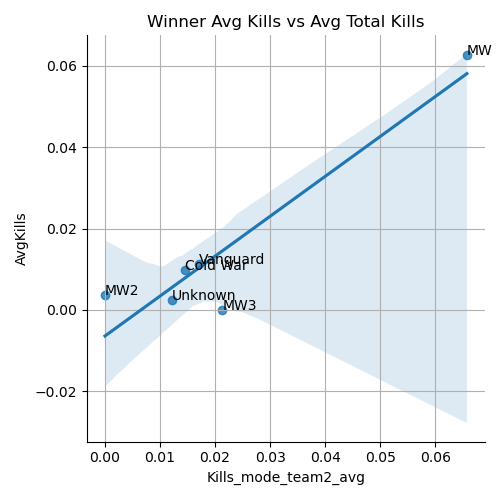 Winner Avg Kills vs Avg Total Kills
0.06
0.04
0.02
0.00
−0.02
AvgKills
MW
Vanguard
Cold War
MW2
Unknown
MW3
0.00 0.01 0.02 0.03 0.04 0.05 0.06
Kills_mode_team2_avg